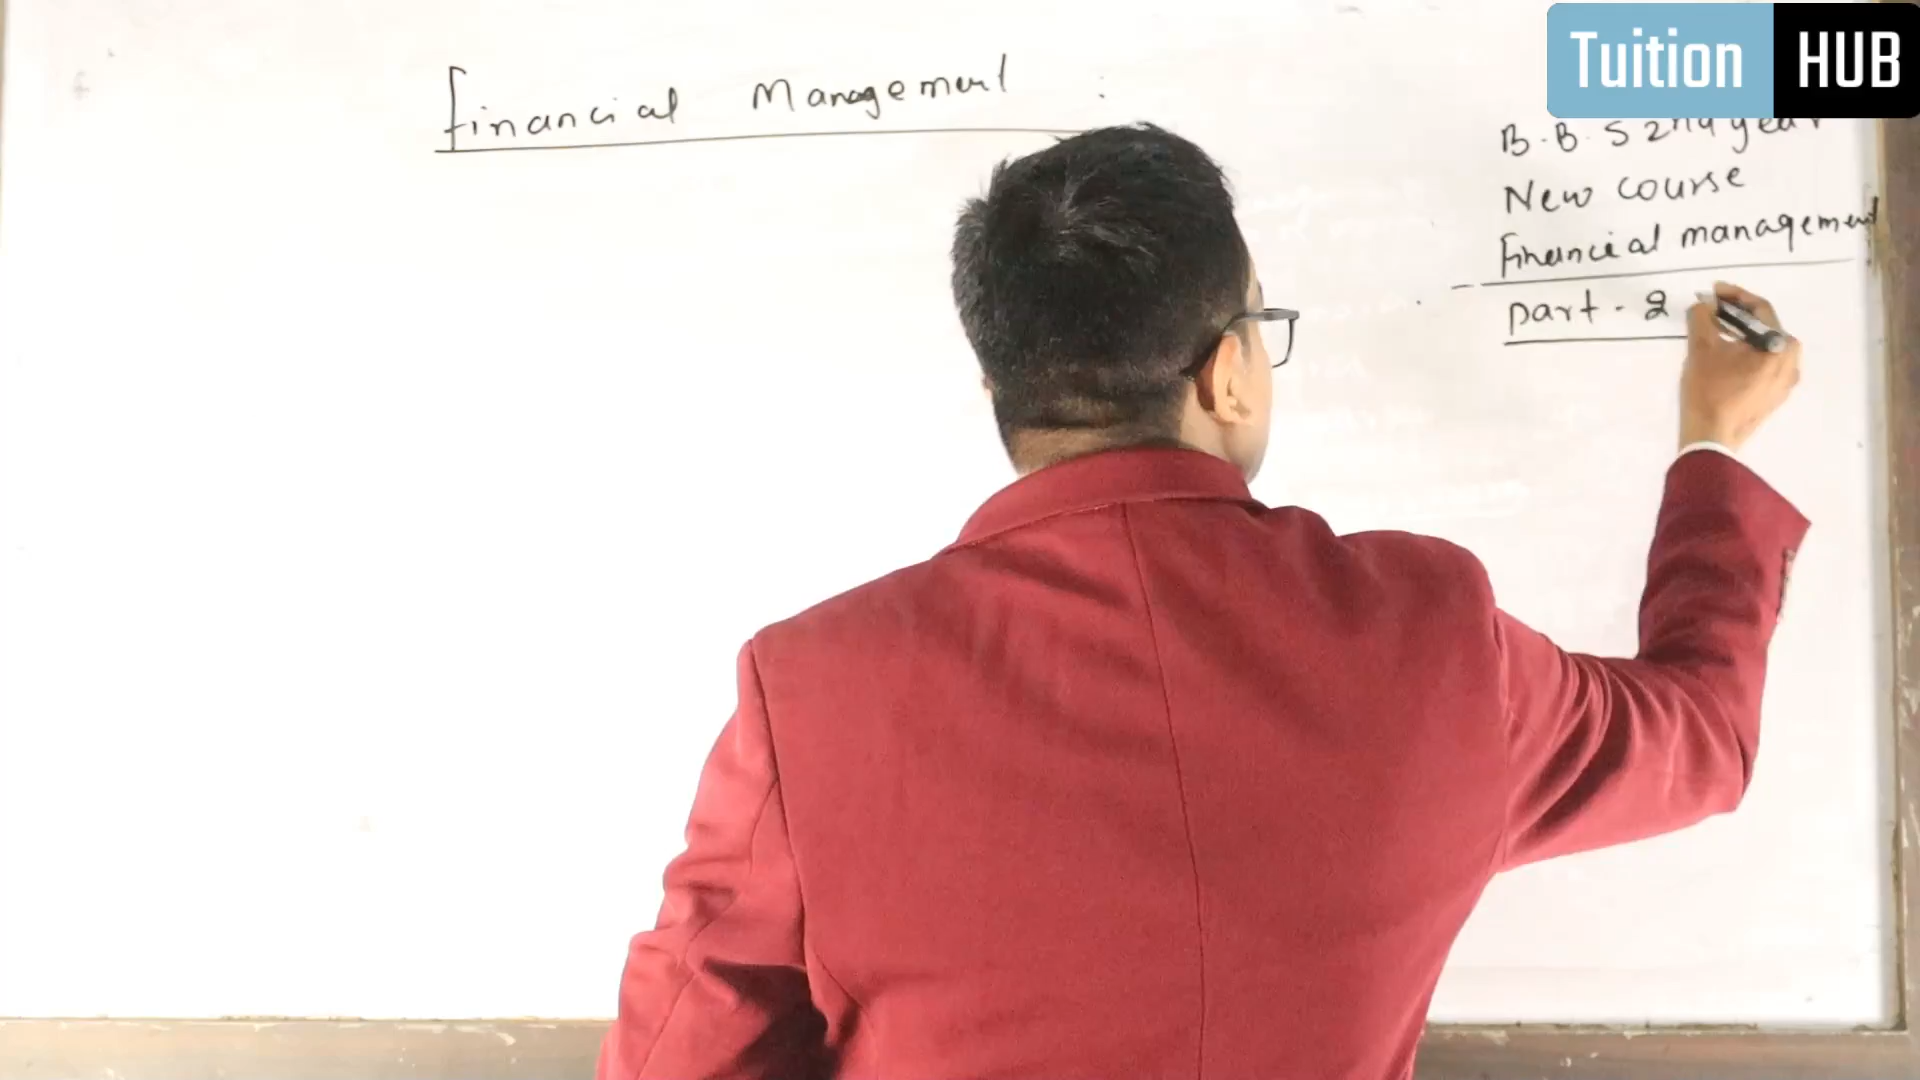 Tuition HUB
Financial Management :
B.B.S 2nd year
New course
Financial management
Part - 2